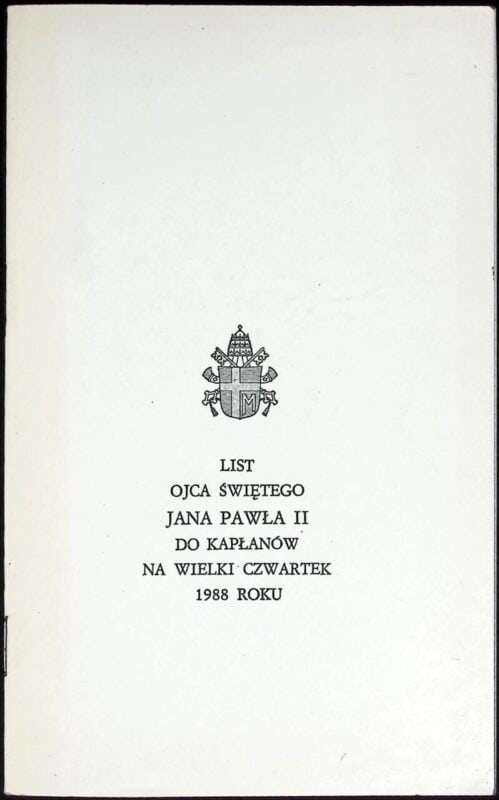 LIST
OJCA ŚWIĘTEGO
JANA PAWŁA II
DO KAPŁANÓW
NA WIELKI CZWARTEK
1988 ROKU
M